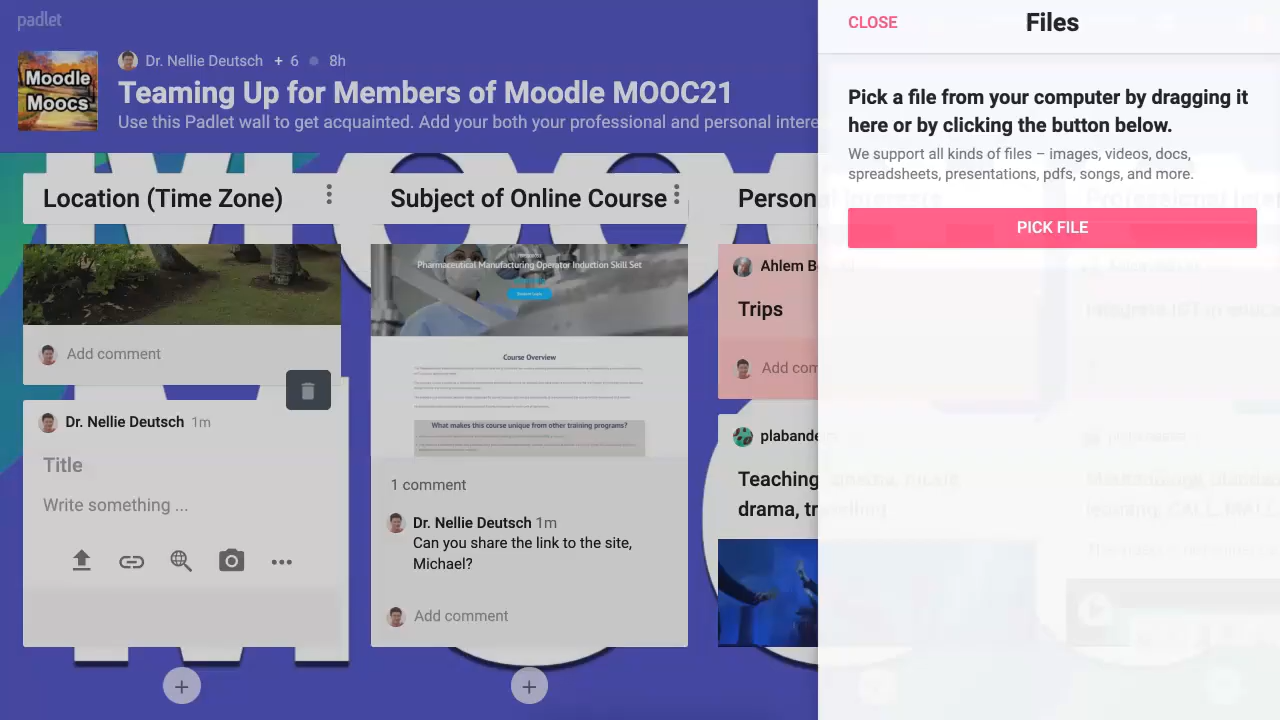 padlet
Moodle
Moocs
Dr. Nellie Deutsch + 6 8h
Teaming Up for Members of Moodle MOOC21
Use this Padlet wall to get acquainted. Add your both your professional and personal intere
Location (Time Zone)
Add comment
Dr. Nellie Deutsch 1m
Title
Write something ...
Subject of Online Course
Pharmaceutical Manufacturing Operator Induction Skill Set
Course Overview
What makes this course unique from other training programs?
1 comment
Dr. Nellie Deutsch 1m
Can you share the link to the site,
Michael?
Add comment
Personal Interests
Ahlem B
Trips
Add com
plabande
Teaching, cinema, music
drama, travelling
CLOSE
Files
Pick a file from your computer by dragging it
here or by clicking the button below.
We support all kinds of files – images, videos, docs,
spreadsheets, presentations, pdfs, songs, and more.
PICK FILE